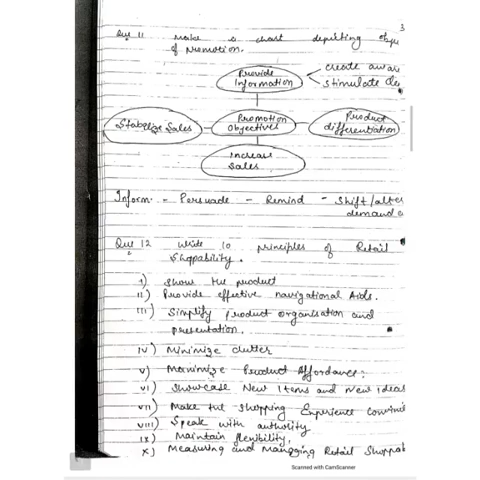 3
Que 11 Make a chart depicting obje
of Promotion.
Provide
Information
create awar
stimulate de
Stabelize Sales
Promotion
Objectives
Product
differentiation
Increase
Sales
Inform - Persuade - Remind - Shift/alter
demand c
Que 12 Write 10 principles of Retail
Shopability.
i) Show the product
ii) Provide effective navigational Aids.
iii) Simplify Product organisation and
presentation.
iv) Minimize clutter
v) Maximize Product Affordance.
vi) Showcase New Items and New Ideas
vii) Make the Shopping Experience
viii) Speak with authority
ix) Maintain flexibility,
x) Measuring and Managing Retail Shopab
Scanned with CamScanner